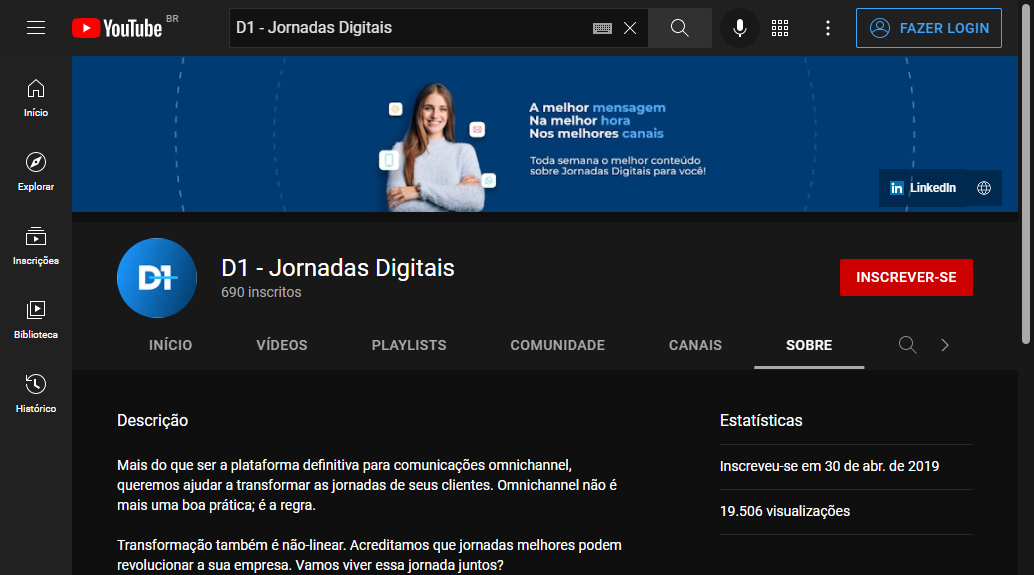 YouTube BR
D1 - Jornadas Digitais
FAZER LOGIN
Início
Explorar
Inscrições
Biblioteca
Histórico
A melhor mensagem
Na melhor hora
Nos melhores canais
Toda semana o melhor conteúdo
sobre Jornadas Digitais para você!
in LinkedIn
D1
D1 - Jornadas Digitais
690 inscritos
INSCREVER-SE
INÍCIO VÍDEOS PLAYLISTS COMUNIDADE CANAIS SOBRE
Descrição
Mais do que ser a plataforma definitiva para comunicações omnichannel,
queremos ajudar a transformar as jornadas de seus clientes. Omnichannel não é
mais uma boa prática; é a regra.
Transformação também é não-linear. Acreditamos que jornadas melhores podem
revolucionar a sua empresa. Vamos viver essa jornada juntos?
Estatísticas
Inscreveu-se em 30 de abr. de 2019
19.506 visualizações